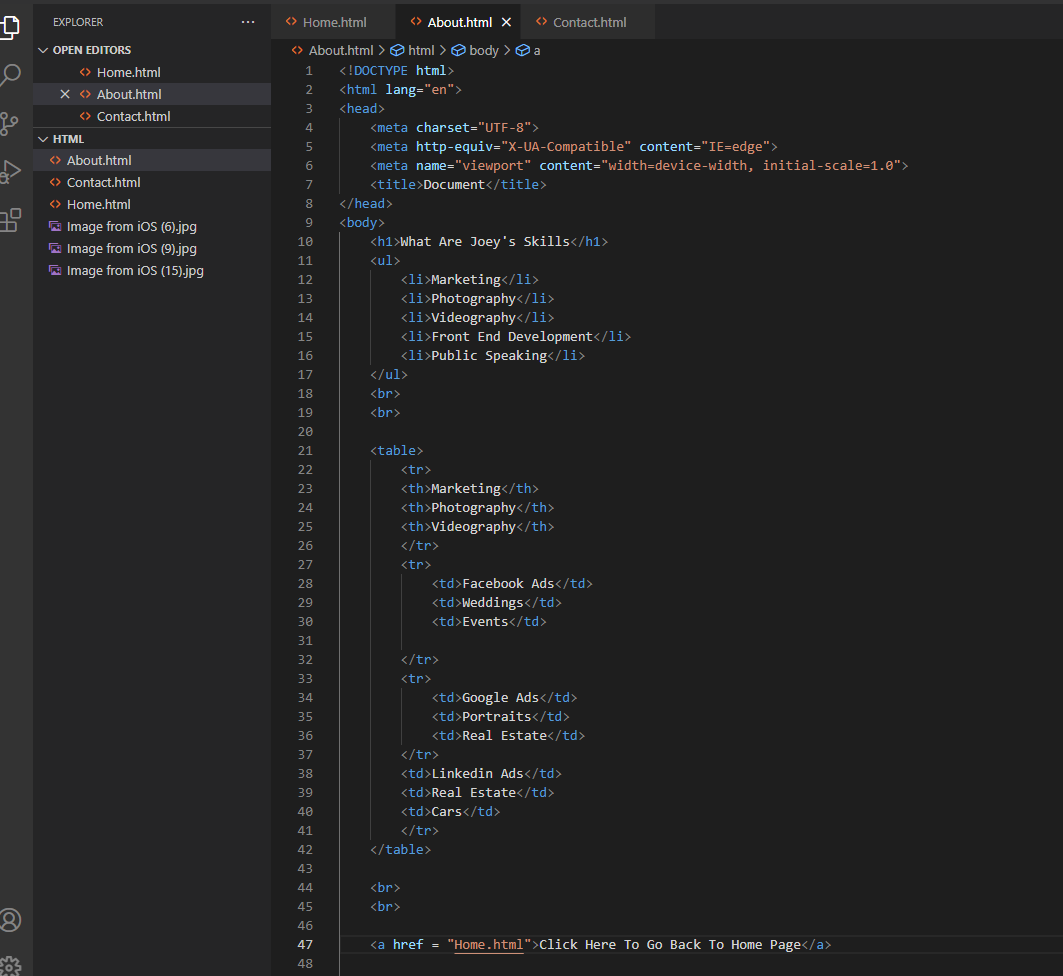 EXPLORER ···
OPEN EDITORS
Home.html
About.html
Contact.html
HTML
About.html
Contact.html
Home.html
Image from iOS (6).jpg
Image from iOS (9).jpg
Image from iOS (15).jpg
Home.html About.html Contact.html
About.html > html > body > a
1 <!DOCTYPE html>
2 <html lang="en">
3 <head>
4 <meta charset="UTF-8">
5 <meta http-equiv="X-UA-Compatible" content="IE=edge">
6 <meta name="viewport" content="width=device-width, initial-scale=1.0">
7 <title>Document</title>
8 </head>
9 <body>
10 <h1>What Are Joey's Skills</h1>
11 <ul>
12 <li>Marketing</li>
13 <li>Photography</li>
14 <li>Videography</li>
15 <li>Front End Development</li>
16 <li>Public Speaking</li>
17 </ul>
18 <br>
19 <br>
20
21 <table>
22 <tr>
23 <th>Marketing</th>
24 <th>Photography</th>
25 <th>Videography</th>
26 </tr>
27 <tr>
28 <td>Facebook Ads</td>
29 <td>Weddings</td>
30 <td>Events</td>
31
32 </tr>
33 <tr>
34 <td>Google Ads</td>
35 <td>Portraits</td>
36 <td>Real Estate</td>
37 </tr>
38 <td>Linkedin Ads</td>
39 <td>Real Estate</td>
40 <td>Cars</td>
41 </tr>
42 </table>
43
44 <br>
45 <br>
46
47 <a href = "Home.html">Click Here To Go Back To Home Page</a>
48